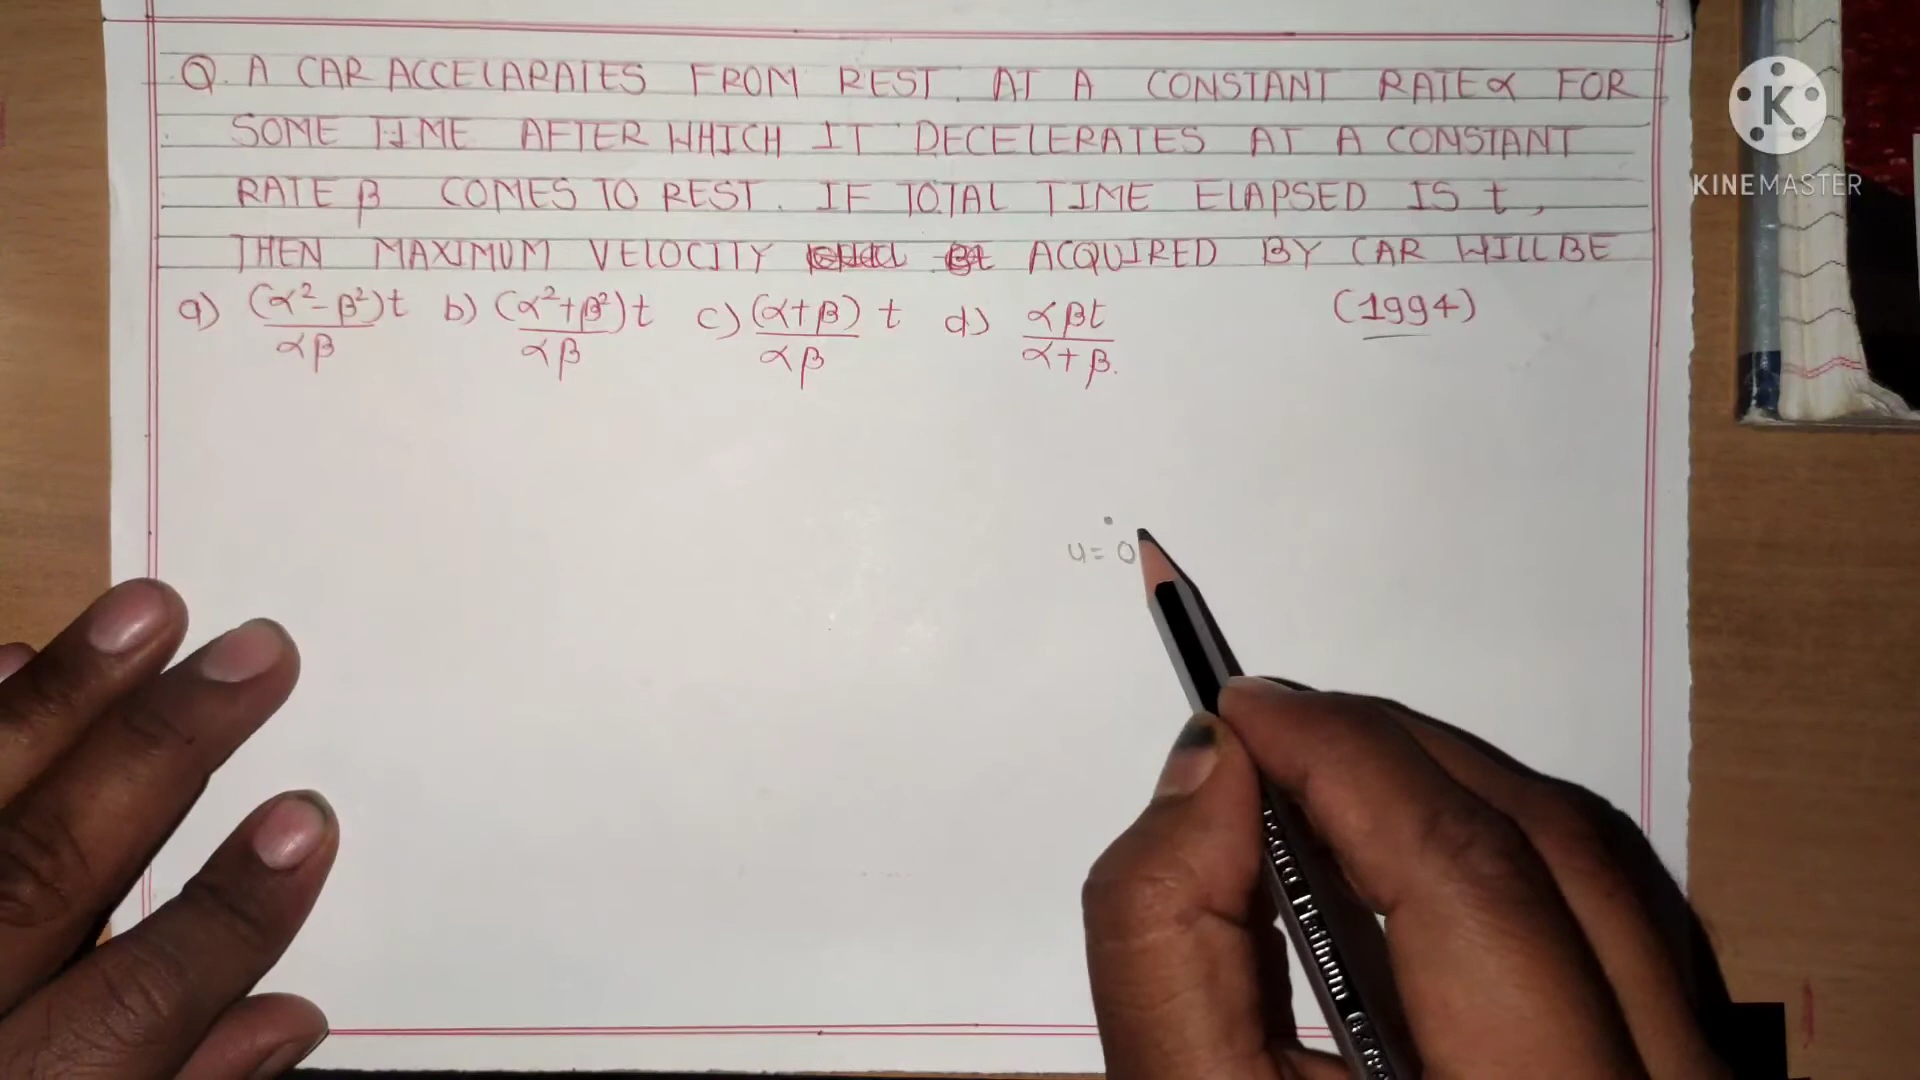 Q. A CAR ACCELARATES FROM REST. AT A CONSTANT RATE α FOR
SOME TIME AFTER WHICH IT DECELERATES AT A CONSTANT
RATE β COMES TO REST. IF TOTAL TIME ELAPSED IS t,
THEN MAXIMUM VELOCITY ACQUIRED BY CAR WILL BE
a) (α²-β²)t/αβ b) (α²+β²)t/αβ c) (α+β)t/αβ d) αβt/α+β. (1994)
u = 0
K
KINEMASTER
Platinum